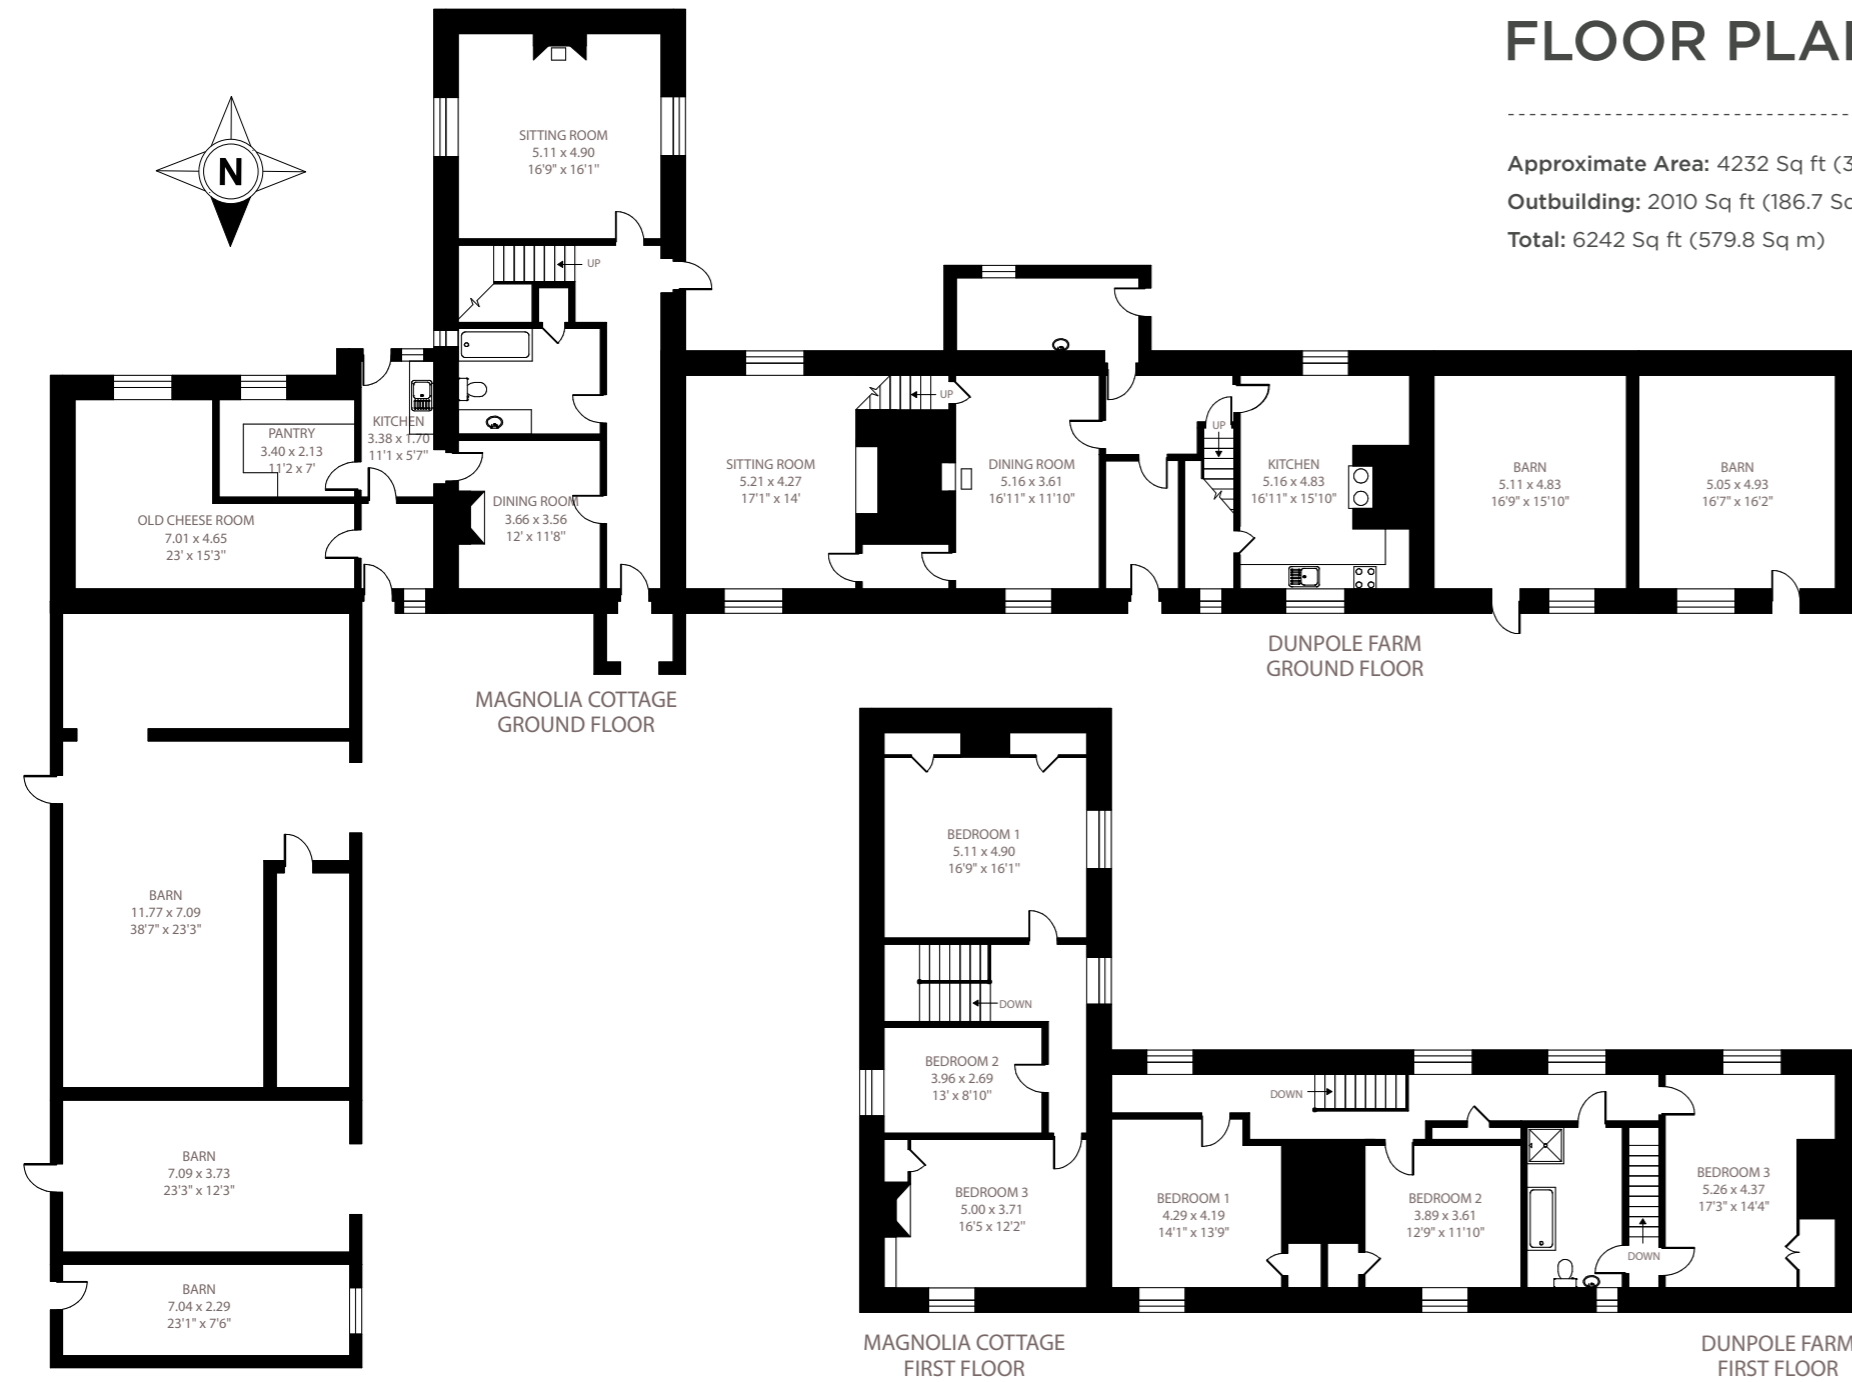 FLOOR PLA
Approximate Area: 4232 Sq ft (3
Outbuilding: 2010 Sq ft (186.7 Sq
Total: 6242 Sq ft (579.8 Sq m)
N
SITTING ROOM
5.11 x 4.90
16'9" x 16'1"
UP
PANTRY
3.40 x 2.13
11'2 x 7'
KITCHEN
3.38 x 1.70
11'1 x 5'7"
OLD CHEESE ROOM
7.01 x 4.65
23' x 15'3"
DINING ROOM
3.66 x 3.56
12' x 11'8"
SITTING ROOM
5.21 x 4.27
17'1" x 14'
UP
DINING ROOM
5.16 x 3.61
16'11" x 11'10"
UP
KITCHEN
5.16 x 4.83
16'11" x 15'10"
BARN
5.11 x 4.83
16'9" x 15'10"
BARN
5.05 x 4.93
16'7" x 16'2"
DUNPOLE FARM
GROUND FLOOR
MAGNOLIA COTTAGE
GROUND FLOOR
BARN
11.77 x 7.09
38'7" x 23'3"
BARN
7.09 x 3.73
23'3" x 12'3"
BARN
7.04 x 2.29
23'1" x 7'6"
BEDROOM 1
5.11 x 4.90
16'9" x 16'1"
DOWN
BEDROOM 2
3.96 x 2.69
13' x 8'10"
BEDROOM 3
5.00 x 3.71
16'5 x 12'2"
DOWN
BEDROOM 1
4.29 x 4.19
14'1" x 13'9"
BEDROOM 2
3.89 x 3.61
12'9" x 11'10"
DOWN
BEDROOM 3
5.26 x 4.37
17'3" x 14'4"
MAGNOLIA COTTAGE
FIRST FLOOR
DUNPOLE FARM
FIRST FLOOR